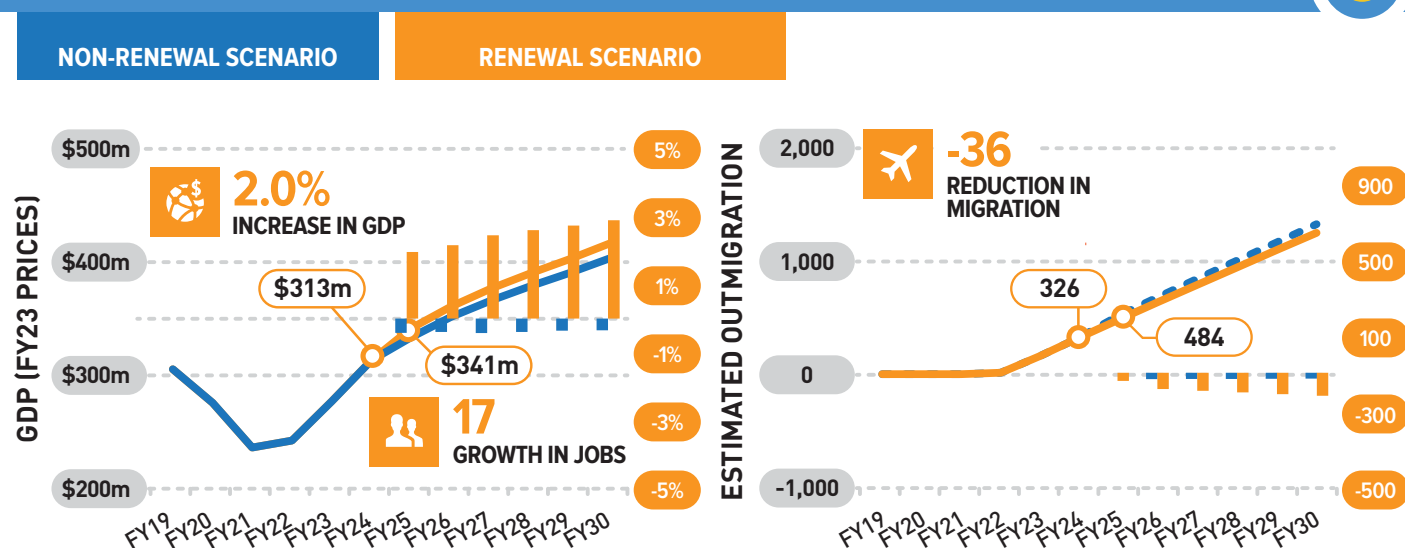 NON-RENEWAL SCENARIO
RENEWAL SCENARIO
GDP (FY23 PRICES)
$500m
$400m
$300m
$200m
$
2.0%
INCREASE IN GDP
$313m
$341m
17
GROWTH IN JOBS
5%
3%
1%
-1%
-3%
-5%
FY19
FY20
FY21
FY22
FY23
FY24
FY25
FY26
FY27
FY28
FY29
FY30
ESTIMATED OUTMIGRATION
2,000
1,000
0
-1,000
-36
REDUCTION IN
MIGRATION
326
484
900
500
100
-300
-500
FY19
FY20
FY21
FY22
FY23
FY24
FY25
FY26
FY27
FY28
FY29
FY30